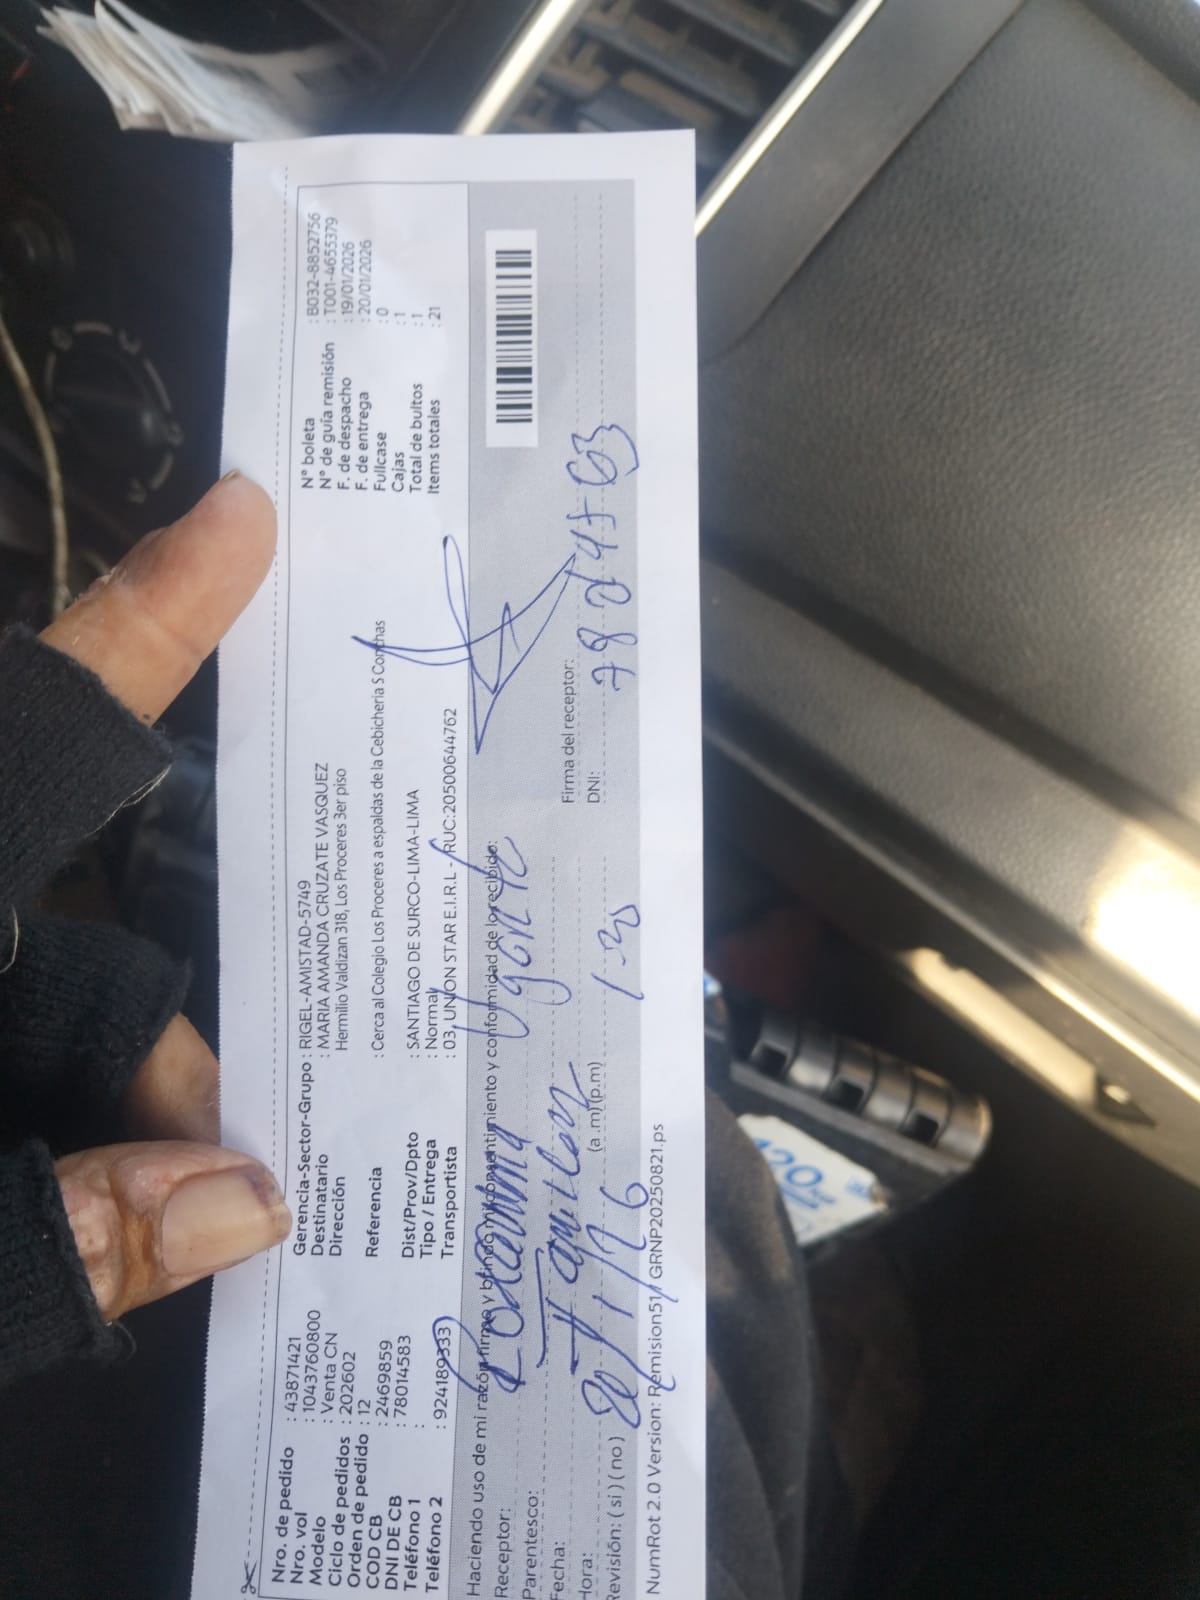 Nro. de pedido : 43871421
Nro. vol : 1043760800
Modelo : Venta CN
Ciclo de pedidos : 202602
Orden de pedido : 12
COD CB : 2469859
DNI DE CB : 78014583
Teléfono 1 :
Teléfono 2 : 924189333
Gerencia-Sector-Grupo : RIGEL-AMISTAD-5749
Destinatario : MARIA AMANDA CRUZATE VASQUEZ
Dirección Hermilio Valdizan 318, Los Proceres 3er piso
Referencia : Cerca al Colegio Los Proceres a espaldas de la Cebicheria 5 Conchas
Dist/Prov/Dpto : SANTIAGO DE SURCO-LIMA-LIMA
Tipo / Entrega : Normal
Transportista : 03, UNION STAR E.I.R.L - RUC:20500644762
N° boleta : B032-8852756
N° de guía remisión : T001-4655379
F. de despacho : 19/01/2026
F. de entrega : 20/01/2026
Fullcase : 0
Cajas : 1
Total de bultos : 1
Items totales : 21
Haciendo uso de mi razón firmo y brindo mi consentimiento y conformidad de lo recibido:
Receptor:
Parentesco:
Fecha: 20/1/26
Hora: (a.m)(p.m) 1:30
Revisión: ( si ) ( no )
Firma del receptor:
DNI:
NumRot 2.0 Version: Remision51 / GRNP20250821.ps
120